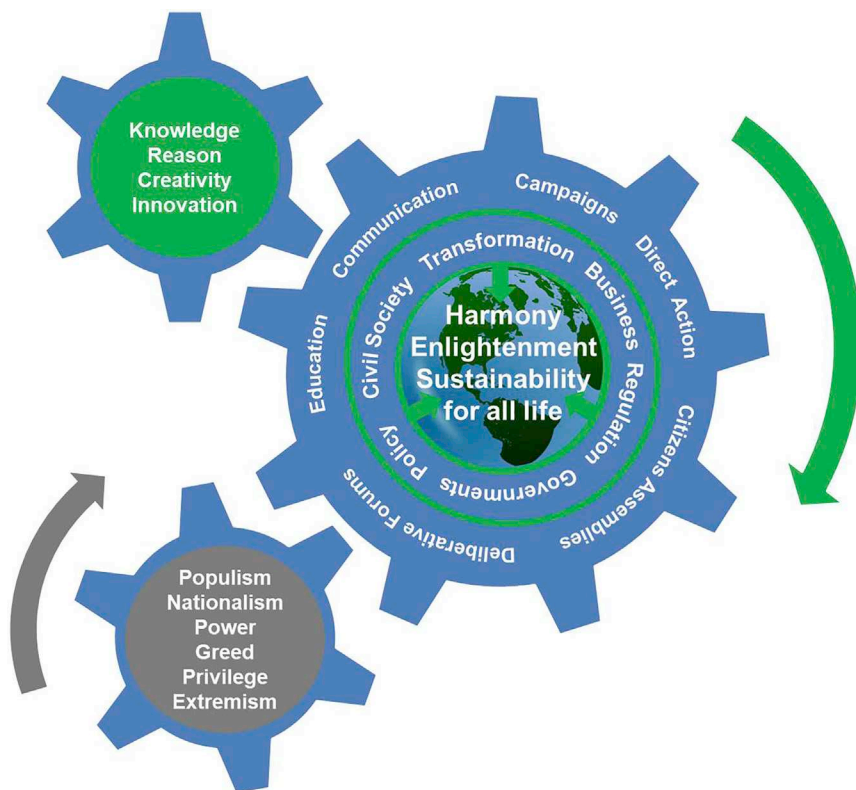 Knowledge
Reason
Creativity
Innovation
Education
Communication
Campaigns
Direct Action
Citizens Assemblies
Deliberative Forums
Civil Society
Transformation
Business
Regulation
Governments
Policy
Harmony
Enlightenment
Sustainability
for all life
Populism
Nationalism
Power
Greed
Privilege
Extremism